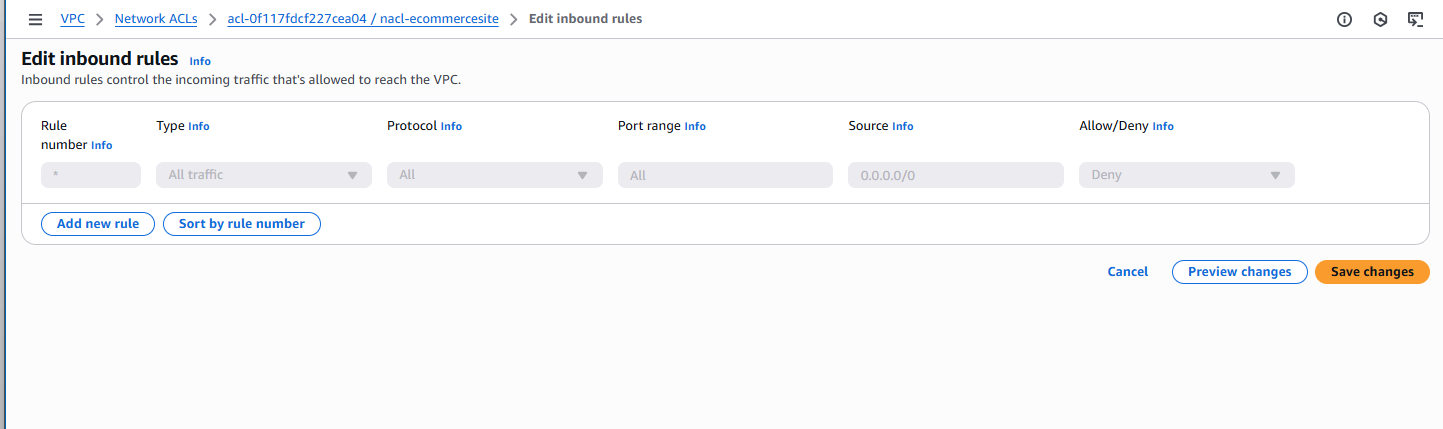 VPC > Network ACLs > acl-0f117fdcf227cea04 / nacl-ecommercesite > Edit inbound rules
Edit inbound rules Info
Inbound rules control the incoming traffic that's allowed to reach the VPC.
Rule number Info Type Info Protocol Info Port range Info Source Info Allow/Deny Info
* All traffic All All 0.0.0.0/0 Deny
Add new rule Sort by rule number
Cancel Preview changes Save changes